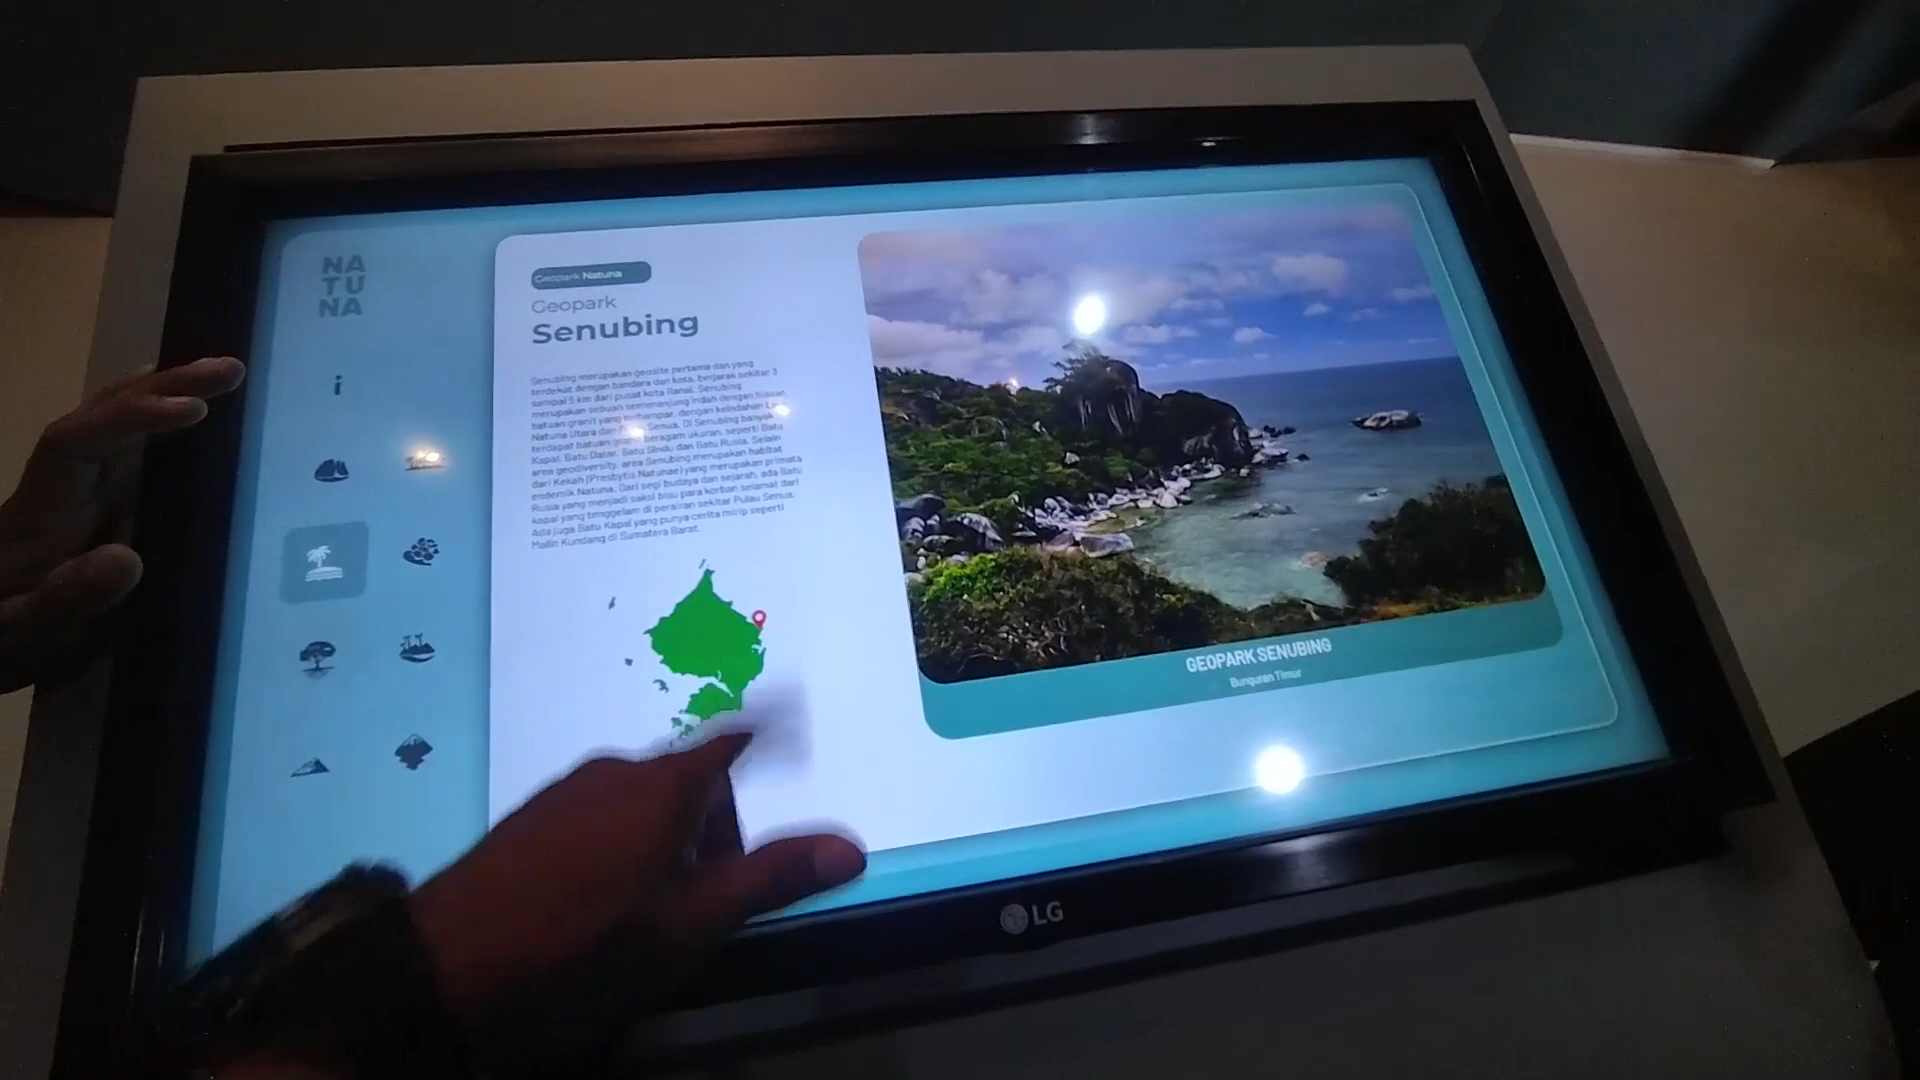 NA
TU
NA
i
Geopark Natuna
Geopark
Senubing
Senubing merupakan geosite pertama dan yang
terdekat dengan bandara dan kota, berjarak sekitar 3
sampai 5 km dari pusat kota Ranai. Senubing
merupakan sebuah semenanjung indah dengan hiasan
batuan granit yang terhampar, dengan keindahan
Natuna Utara dan Senua. Di Senubing banyak
terdapat batuan beragam ukuran, seperti Batu
Kapal, Batu Datar, Batu Sindu dan Batu Rusia. Selain
area geodiversity, area Senubing merupakan habitat
dari Kekah (Presbytis Natunae) yang merupakan primata
endemik Natuna. Dari segi budaya dan sejarah, ada Batu
Rusia yang menjadi saksi bisu para korban selamat dari
kapal yang tenggelam di perairan sekitar Pulau Senua.
Ada juga Batu Kapal yang punya cerita mirip seperti
Malin Kundang di Sumatera Barat.
GEOPARK SENUBING
Bunguran Timur
LG